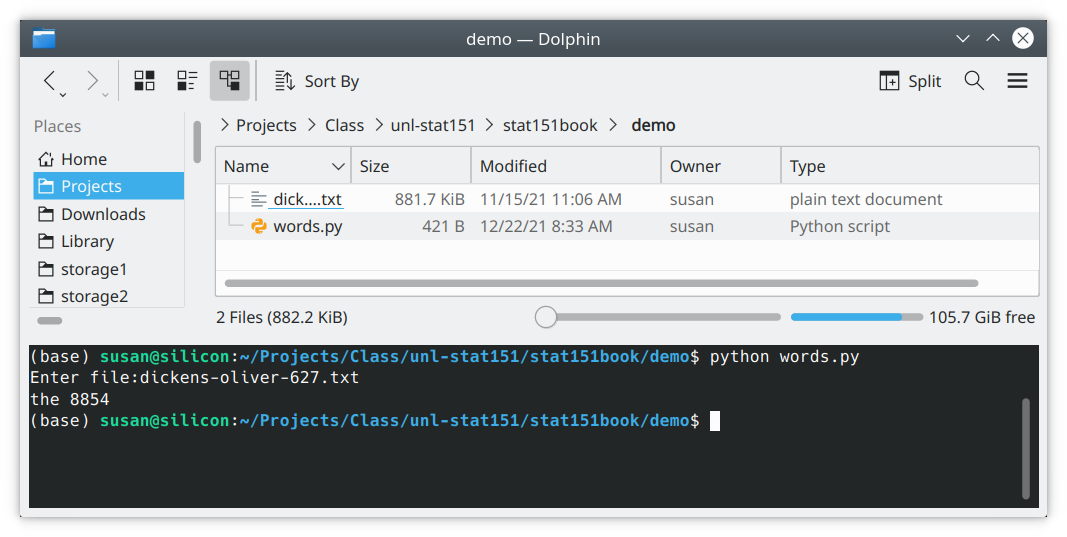 demo — Dolphin
Sort By
Split
Places
Home
Projects
Downloads
Library
storage1
storage2
Projects > Class > unl-stat151 > stat151book > demo
Name Size Modified Owner Type
dick....txt 881.7 KiB 11/15/21 11:06 AM susan plain text document
words.py 421 B 12/22/21 8:33 AM susan Python script
2 Files (882.2 KiB)
105.7 GiB free
(base) susan@silicon:~/Projects/Class/unl-stat151/stat151book/demo$ python words.py
Enter file:dickens-oliver-627.txt
the 8854
(base) susan@silicon:~/Projects/Class/unl-stat151/stat151book/demo$